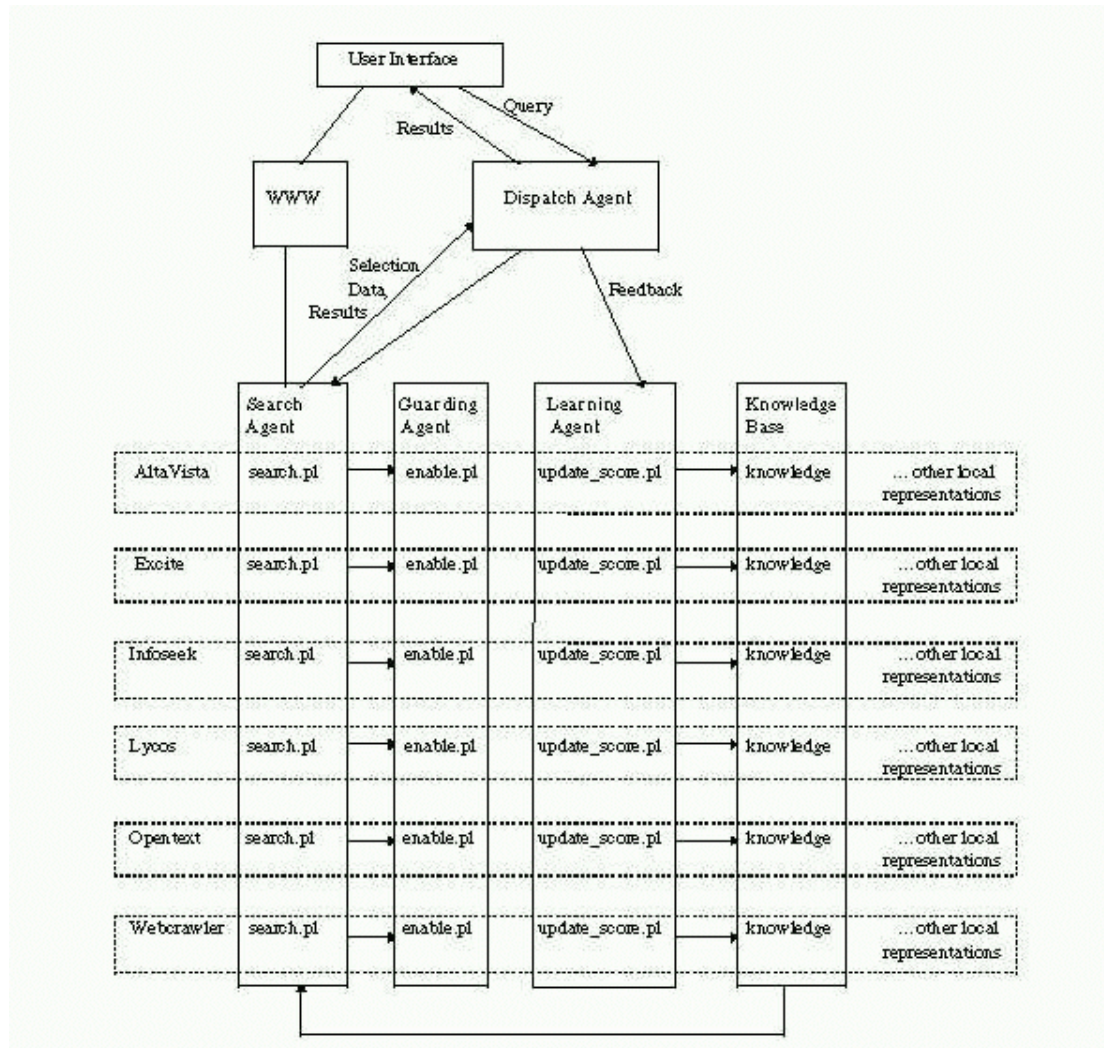 User Interface
Query
Results
WWW
Dispatch Agent
Selection
Data,
Results
Feedback
Search
Agent
Guarding
Agent
Learning
Agent
Knowledge
Base
AltaVista search.pl enable.pl update_score.pl knowledge ... other local
representations
Excite search.pl enable.pl update_score.pl knowledge ...other local
representations
Infoseek search.pl enable.pl update_score.pl knowledge ...other local
representations
Lycos search.pl enable.pl update_score.pl knowledge ...other local
representations
Opentext search.pl enable.pl update_score.pl knowledge ...other local
representations
Webcrawler search.pl enable.pl update_score.pl knowledge ...other local
representations